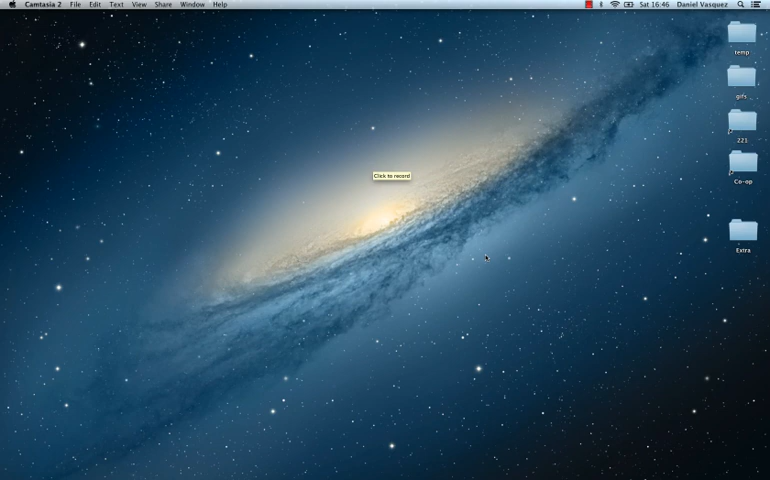 Camtasia 2 File Edit Text View Share Window Help Sat 16:46 Daniel Vasquez
temp
gifs
221
Click to record
Co-op
Extra